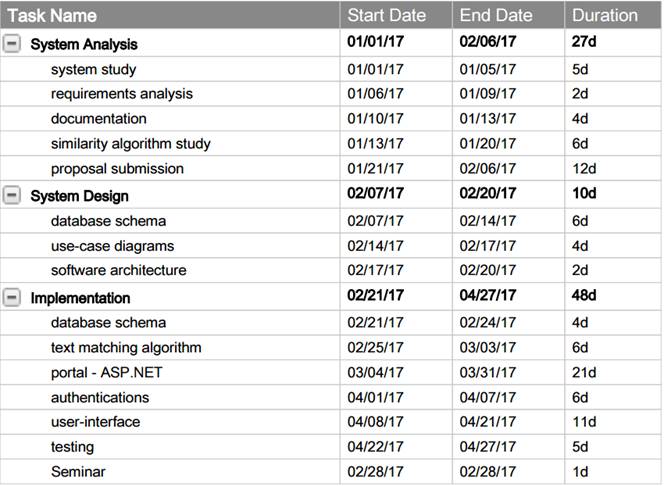 Task Name Start Date End Date Duration
System Analysis 01/01/17 02/06/17 27d
system study 01/01/17 01/05/17 5d
requirements analysis 01/06/17 01/09/17 2d
documentation 01/10/17 01/13/17 4d
similarity algorithm study 01/13/17 01/20/17 6d
proposal submission 01/21/17 02/06/17 12d
System Design 02/07/17 02/20/17 10d
database schema 02/07/17 02/14/17 6d
use-case diagrams 02/14/17 02/17/17 4d
software architecture 02/17/17 02/20/17 2d
Implementation 02/21/17 04/27/17 48d
database schema 02/21/17 02/24/17 4d
text matching algorithm 02/25/17 03/03/17 6d
portal - ASP.NET 03/04/17 03/31/17 21d
authentications 04/01/17 04/07/17 6d
user-interface 04/08/17 04/21/17 11d
testing 04/22/17 04/27/17 5d
Seminar 02/28/17 02/28/17 1d